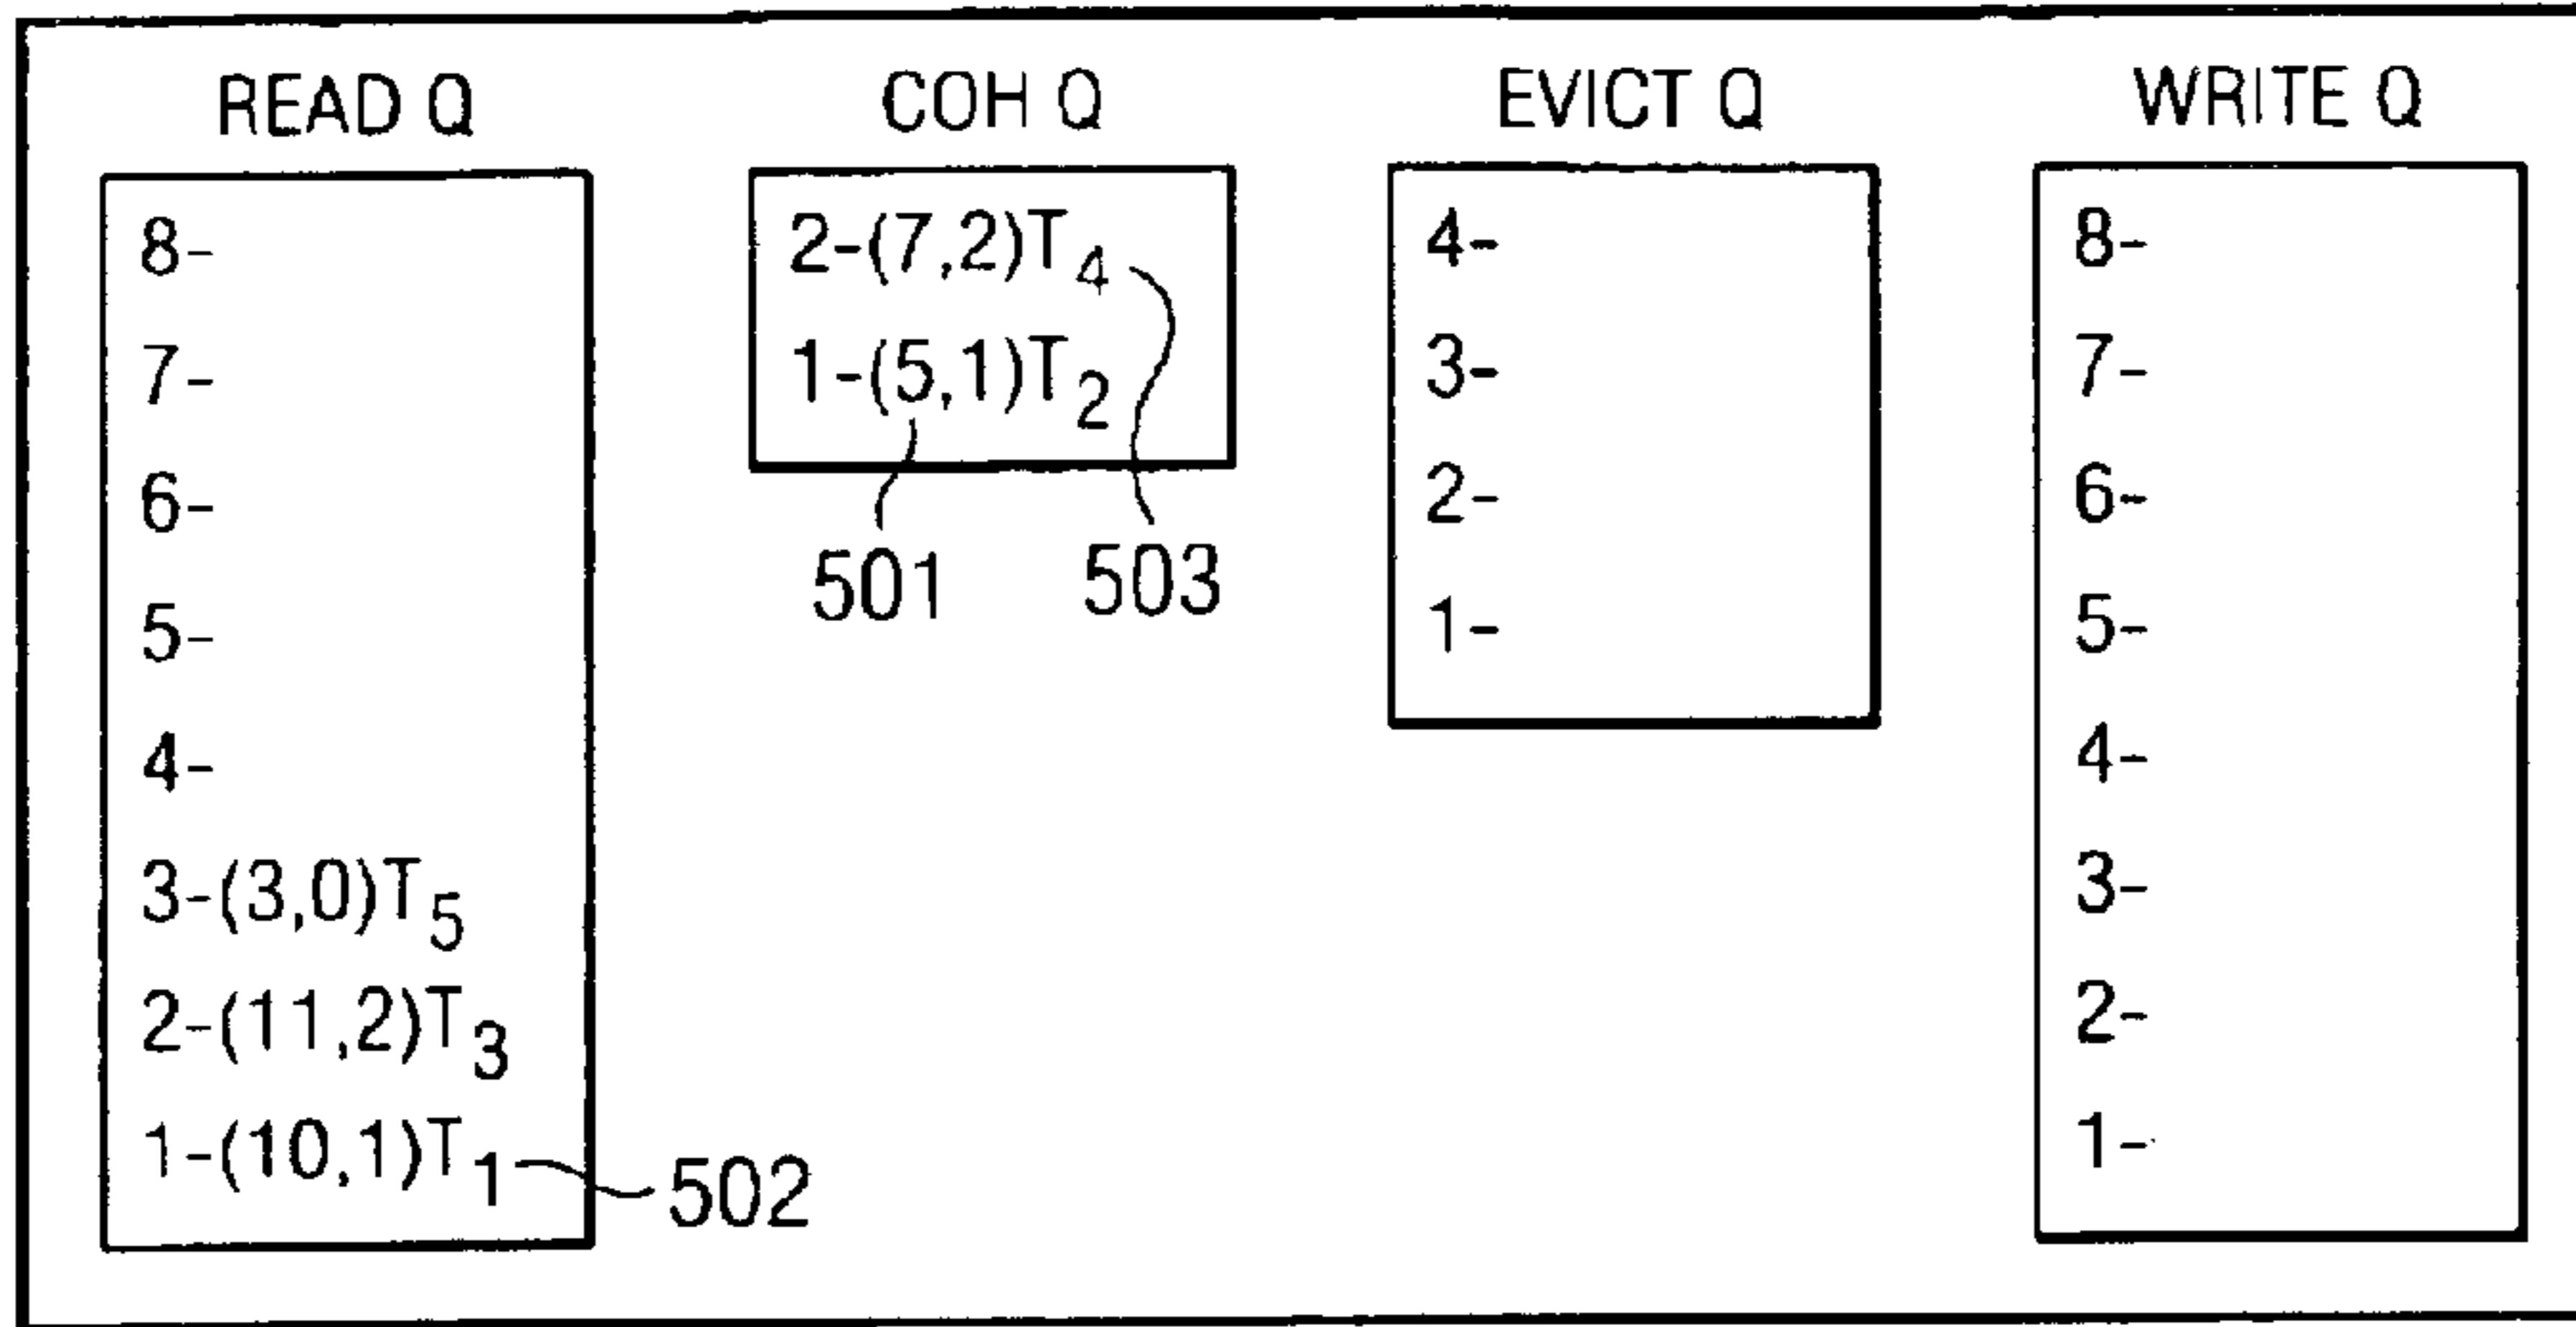 READ Q
8-
7-
6-
5-
4-
3-(3,0)T5
2-(11,2)T3
1-(10,1)T1
502
COH Q
2-(7,2)T4
1-(5,1)T2
501
503
EVICT Q
4-
3-
2-
1-
WRITE Q
8-
7-
6-
5-
4-
3-
2-
1-